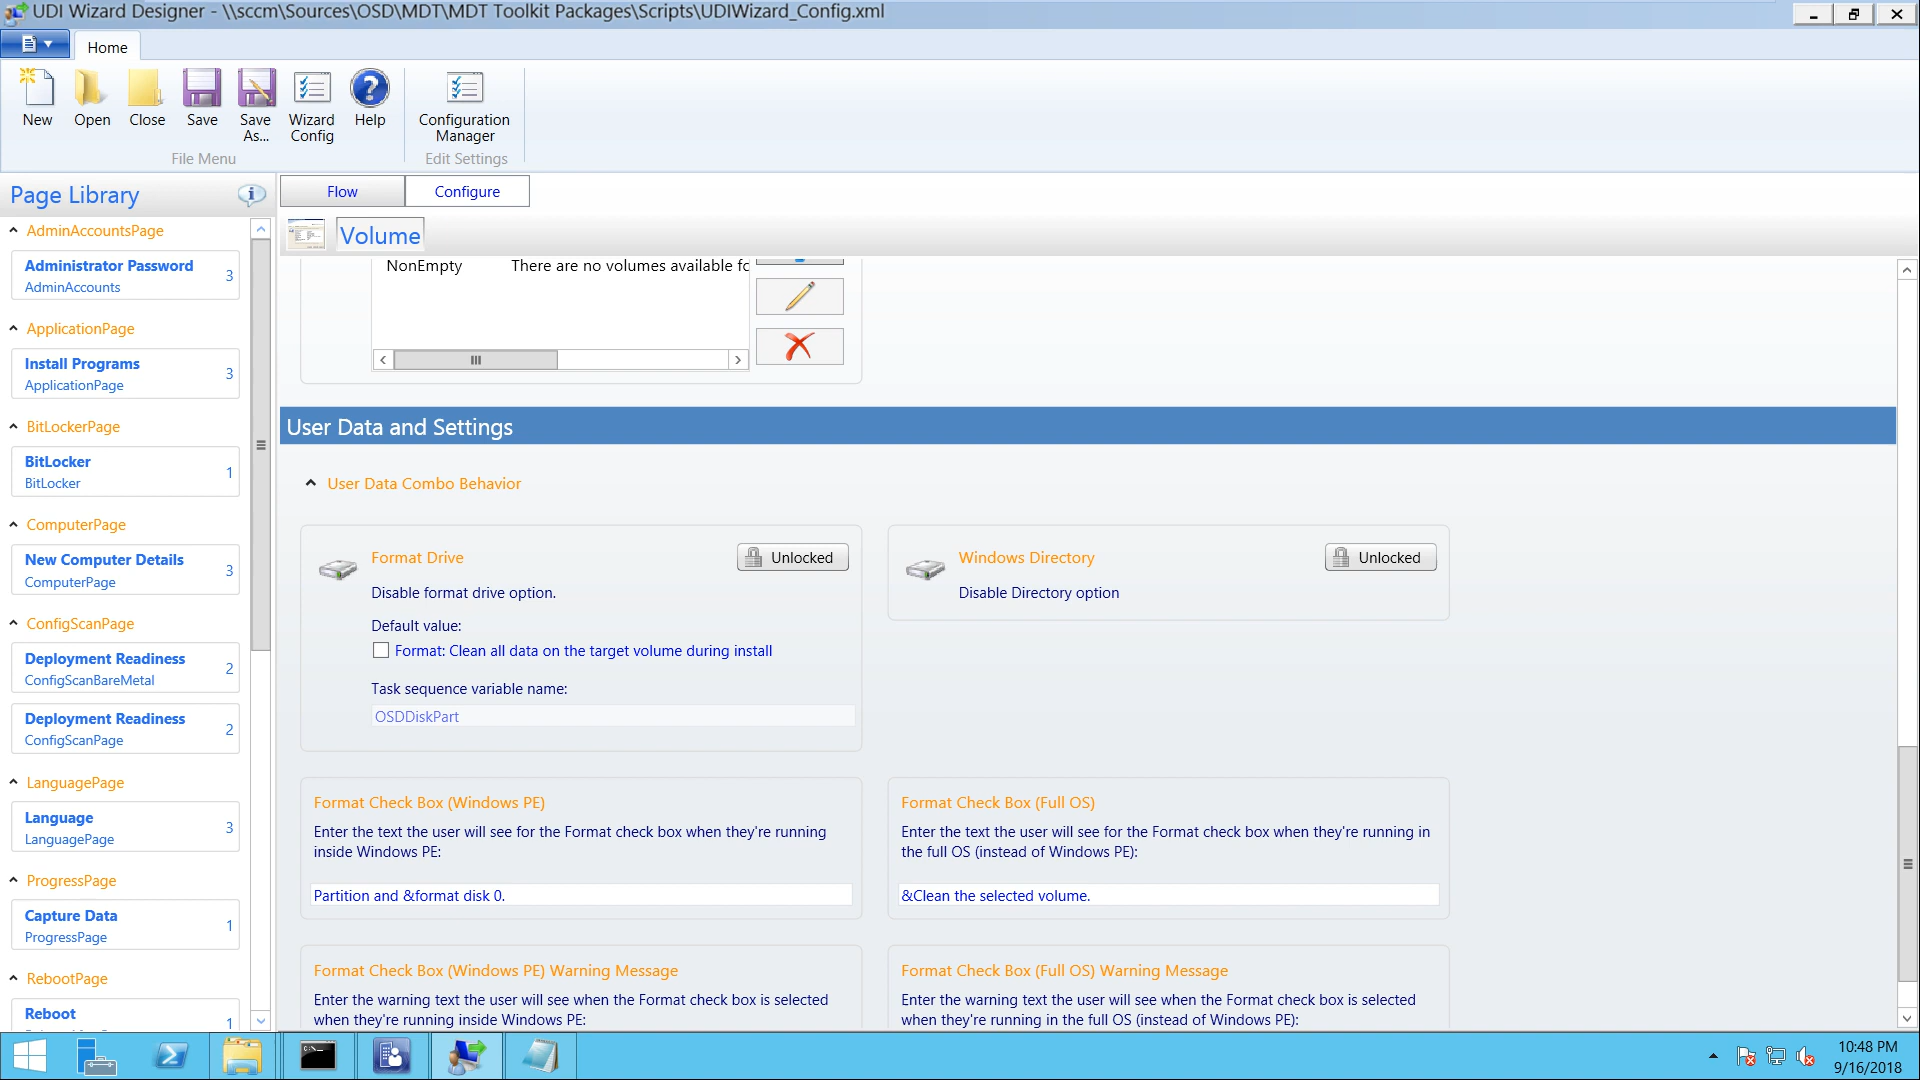 UDI Wizard Designer - \\sccm\Sources\OSD\MDT\MDT Toolkit Packages\Scripts\UDIWizard_Config.xml
Home
New
Open
Close
Save
Save As...
Wizard Config
Help
Configuration Manager
File Menu
Edit Settings
Page Library
Flow
Configure
Volume
AdminAccountsPage
Administrator Password
3
AdminAccounts
ApplicationPage
Install Programs
3
ApplicationPage
BitLockerPage
BitLocker
1
BitLocker
ComputerPage
New Computer Details
3
ComputerPage
ConfigScanPage
Deployment Readiness
2
ConfigScanBareMetal
Deployment Readiness
2
ConfigScanPage
LanguagePage
Language
3
LanguagePage
ProgressPage
Capture Data
1
ProgressPage
RebootPage
Reboot
1
NonEmpty
There are no volumes available fo
User Data and Settings
User Data Combo Behavior
Format Drive
Unlocked
Disable format drive option.
Default value:
Format: Clean all data on the target volume during install
Task sequence variable name:
OSDDiskPart
Windows Directory
Unlocked
Disable Directory option
Format Check Box (Windows PE)
Enter the text the user will see for the Format check box when they're running
inside Windows PE:
Partition and &format disk 0.
Format Check Box (Full OS)
Enter the text the user will see for the Format check box when they're running in
the full OS (instead of Windows PE):
&Clean the selected volume.
Format Check Box (Windows PE) Warning Message
Enter the warning text the user will see when the Format check box is selected
when they're running inside Windows PE:
Format Check Box (Full OS) Warning Message
Enter the warning text the user will see when the Format check box is selected
when they're running in the full OS (instead of Windows PE):
10:48 PM
9/16/2018